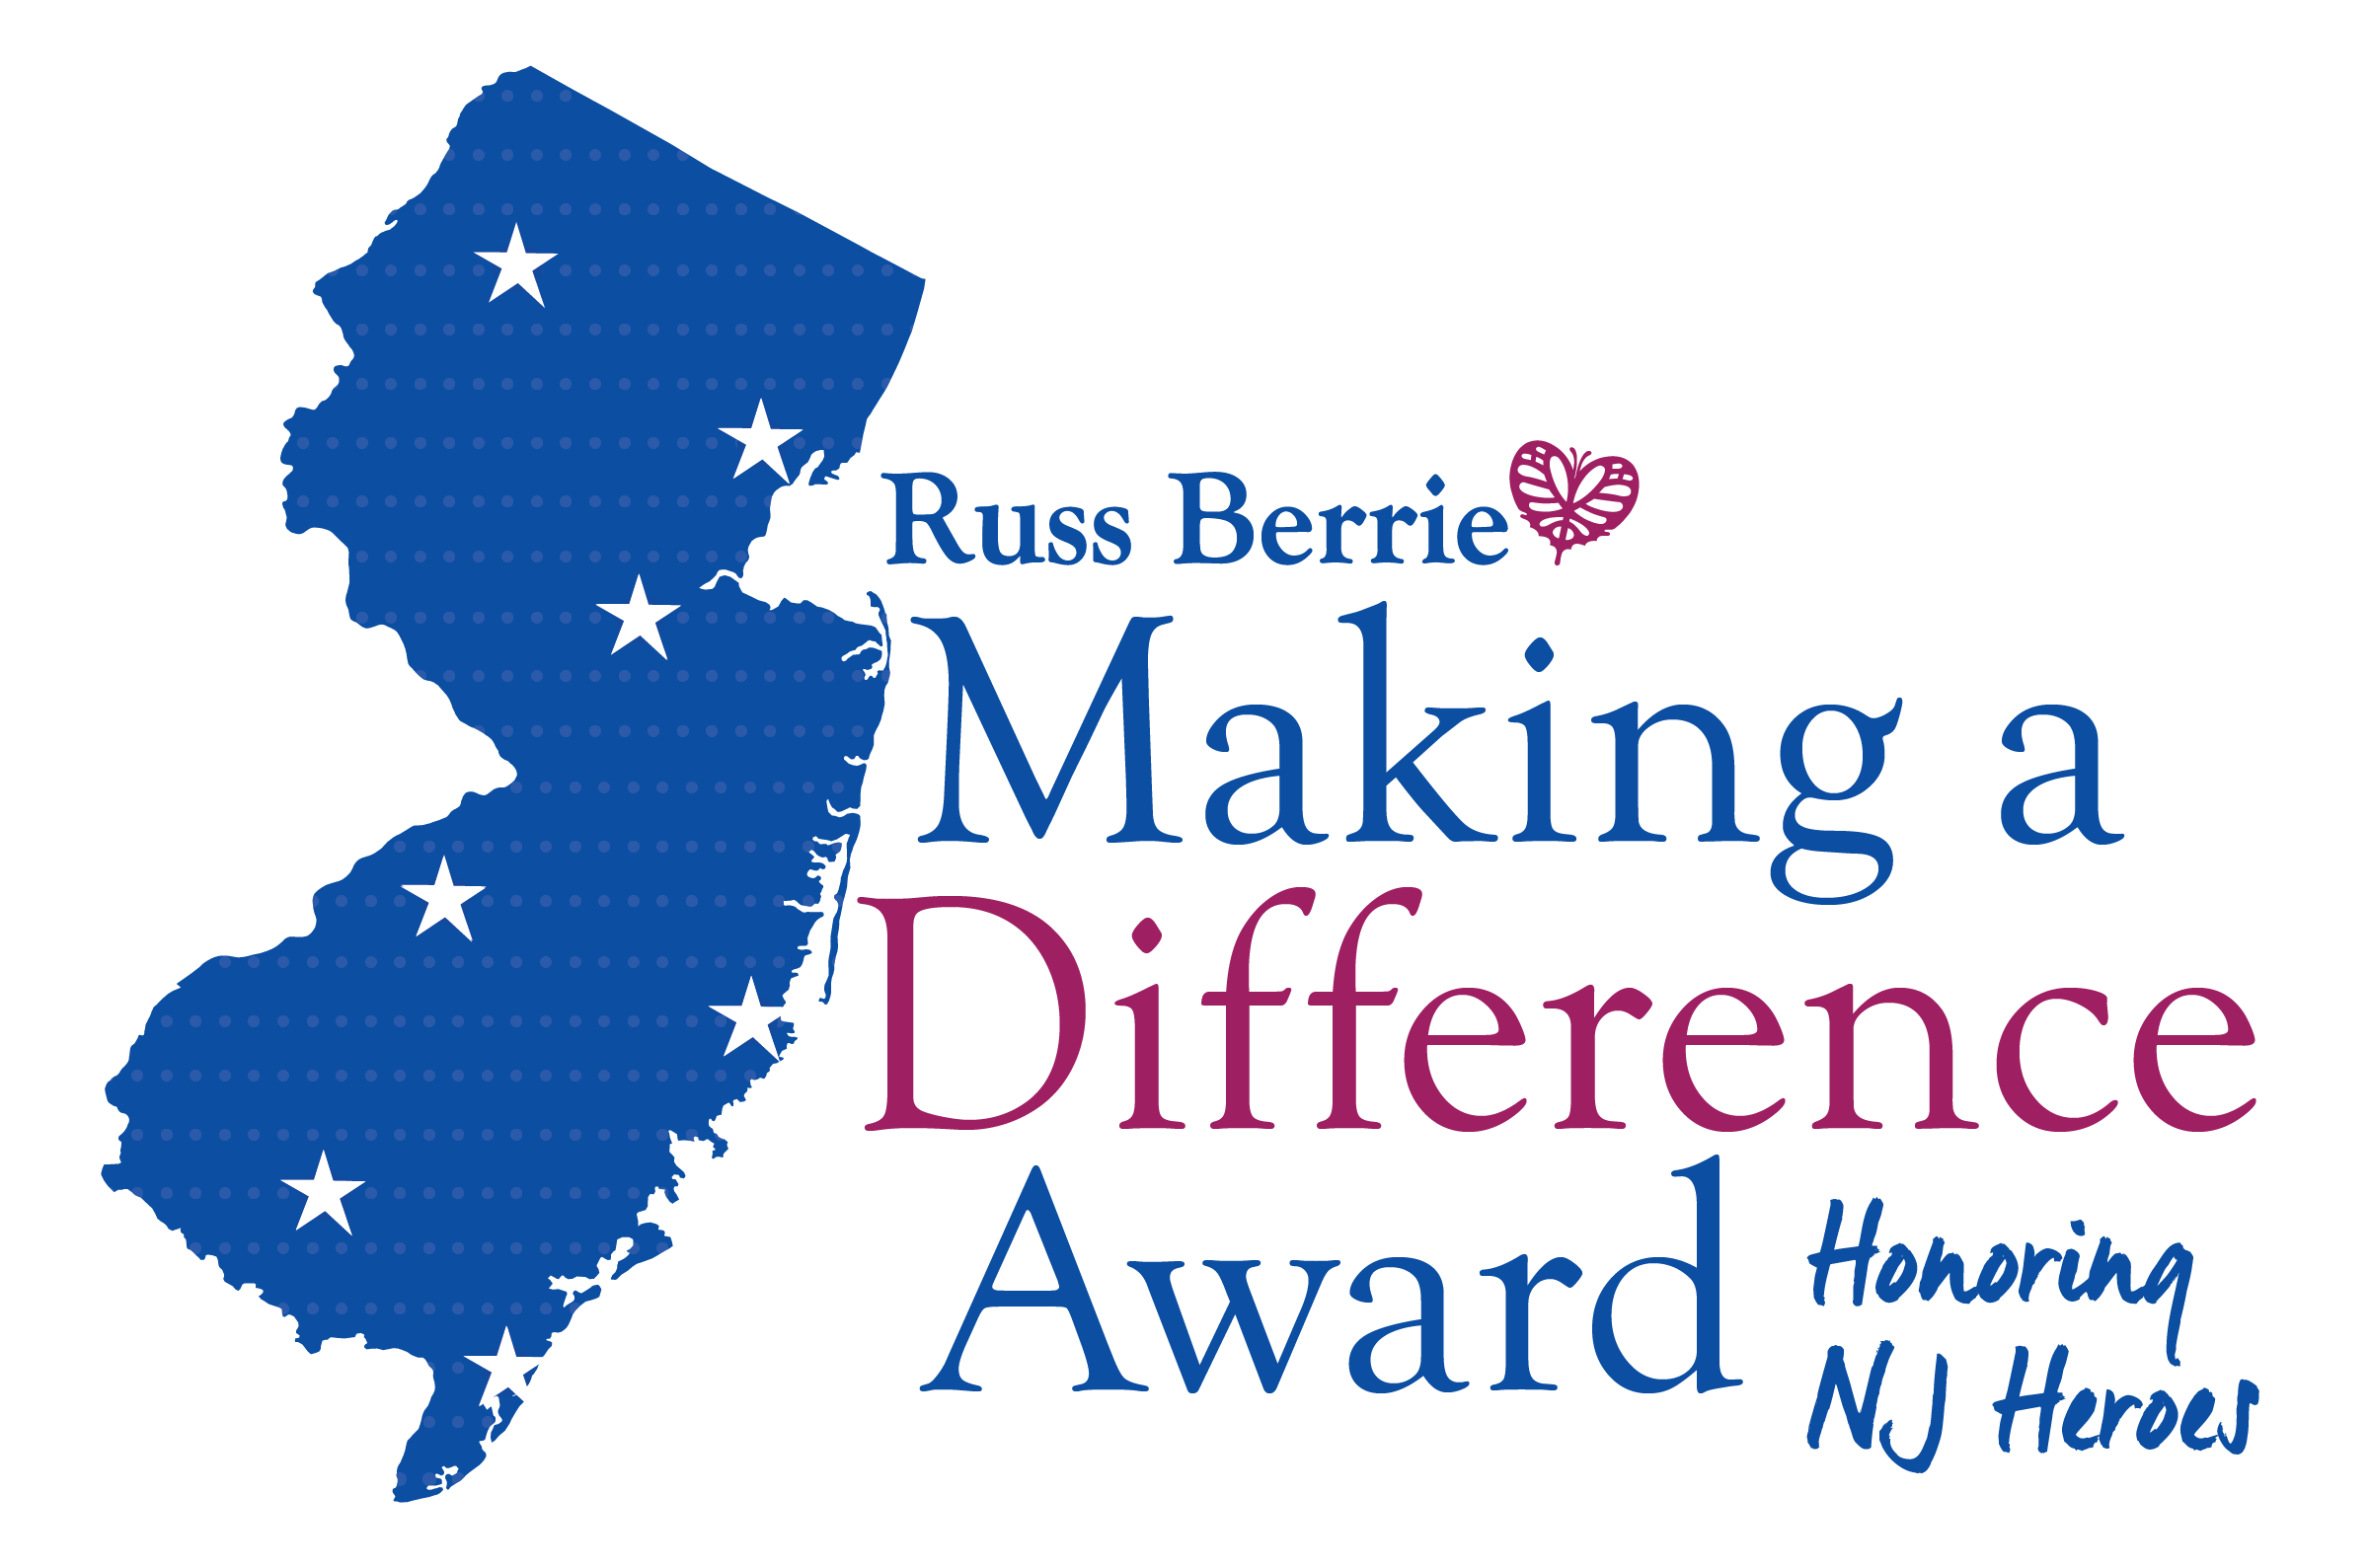 Russ Berrie
Making a
Difference
Award
Honoring
NJ Heroes